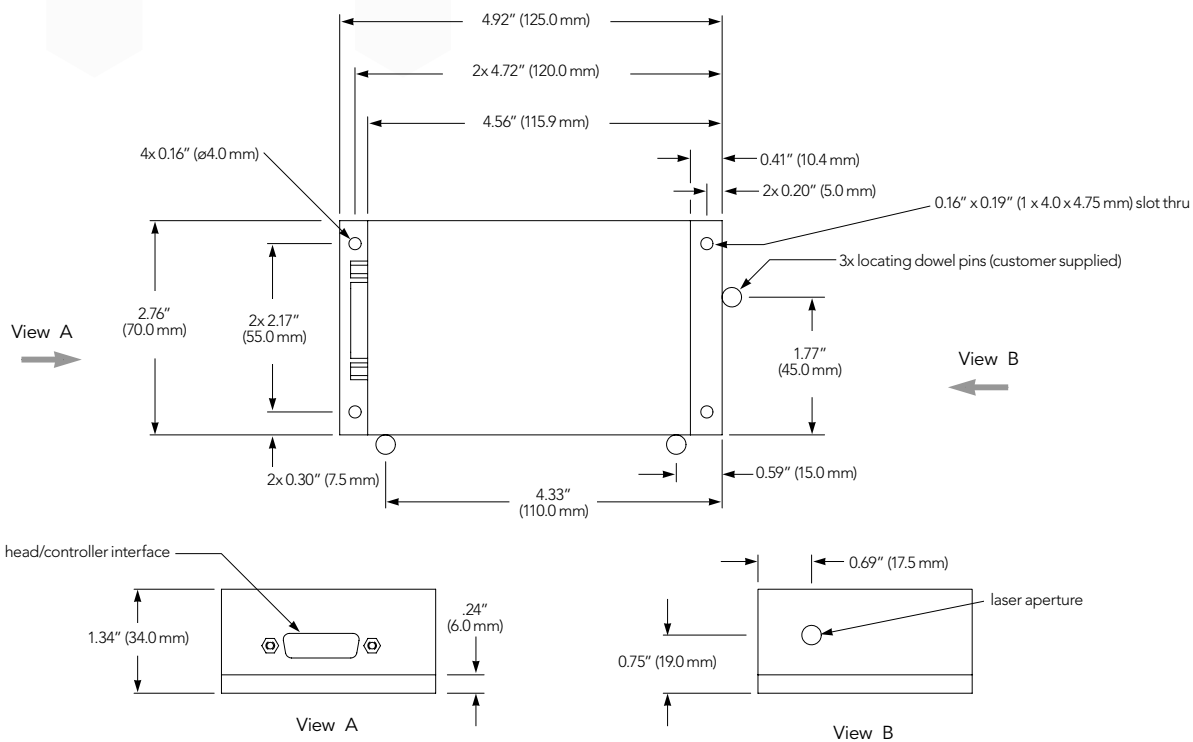 4.92" (125.0 mm)
2x 4.72" (120.0 mm)
4.56" (115.9 mm)
4x 0.16" (ø4.0 mm)
0.41" (10.4 mm)
2x 0.20" (5.0 mm)
0.16" x 0.19" (1 x 4.0 x 4.75 mm) slot thru
3x locating dowel pins (customer supplied)
View A
2.76"
(70.0 mm)
2x 2.17"
(55.0 mm)
1.77"
(45.0 mm)
View B
2x 0.30" (7.5 mm)
0.59" (15.0 mm)
4.33"
(110.0 mm)
head/controller interface
1.34" (34.0 mm)
.24"
(6.0 mm)
View A
0.69" (17.5 mm)
laser aperture
0.75" (19.0 mm)
View B